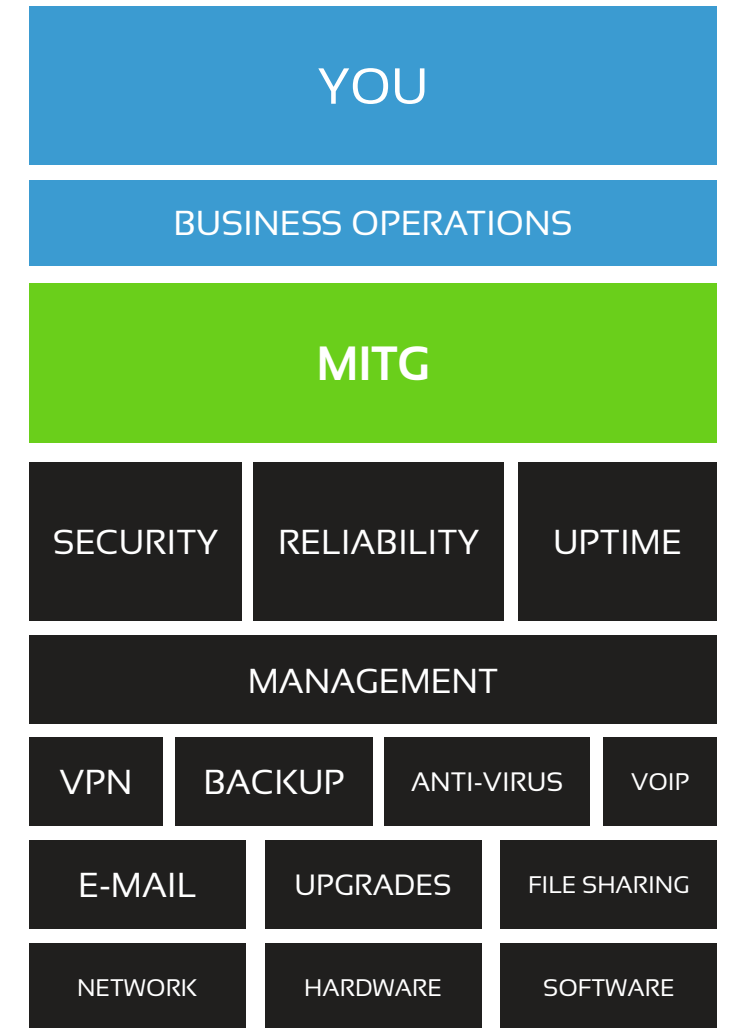 YOU
BUSINESS OPERATIONS
MITG
SECURITY RELIABILITY UPTIME
MANAGEMENT
VPN BACKUP ANTI-VIRUS VOIP
E-MAIL UPGRADES FILE SHARING
NETWORK HARDWARE SOFTWARE